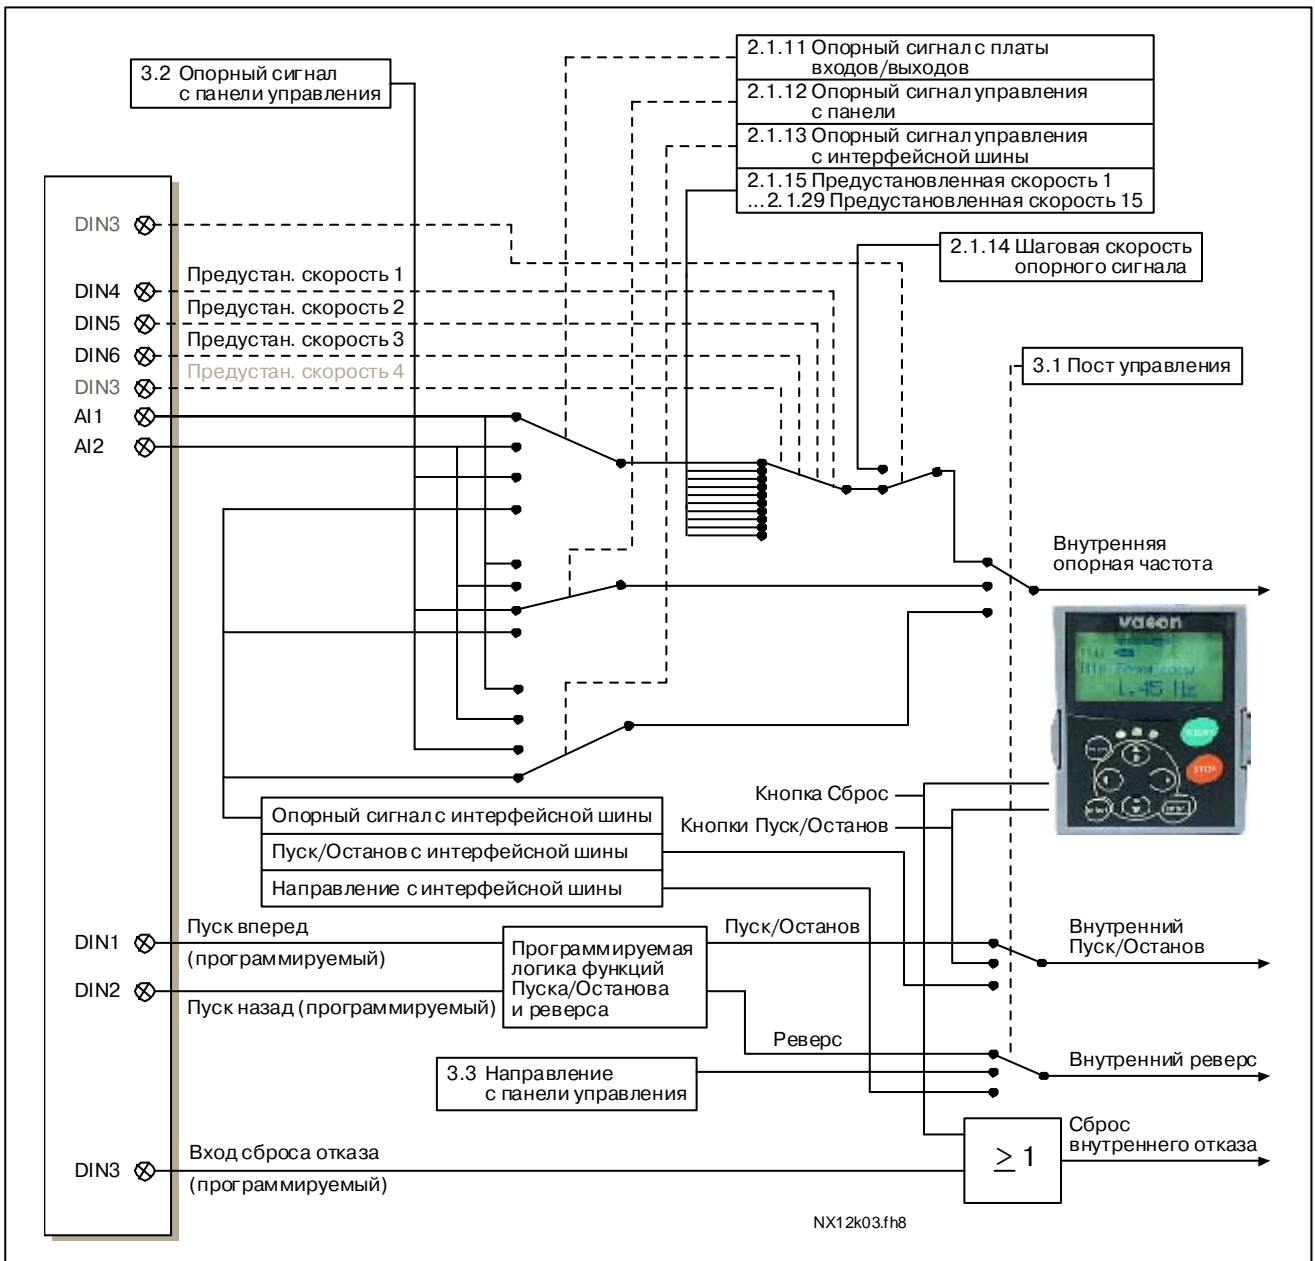 3.2 Опорный сигнал
с панели управления
2.1.11 Опорный сигнал с платы
входов/выходов
2.1.12 Опорный сигнал управления
с панели
2.1.13 Опорный сигнал управления
с интерфейсной шины
2.1.15 Предустановленная скорость 1
...2.1.29 Предустановленная скорость 15
2.1.14 Шаговая скорость
опорного сигнала
3.1 Пост управления
DIN3
DIN4
Предустан. скорость 1
DIN5
Предустан. скорость 2
DIN6
Предустан. скорость 3
DIN3
Предустан. скорость 4
AI1
AI2
Внутренняя
опорная частота
vacon
1.45 Hz
STOP
Кнопка Сброс
Кнопки Пуск/Останов
Опорный сигнал с интерфейсной шины
Пуск/Останов с интерфейсной шины
Направление с интерфейсной шины
DIN1
Пуск вперед
(программируемый)
DIN2
Пуск назад (программируемый)
Программируемая
логика функций
Пуска/Останова
и реверса
Пуск/Останов
Реверс
Внутренний
Пуск/Останов
3.3 Направление
с панели управления
Внутренний реверс
DIN3
Вход сброса отказа
(программируемый)
≥ 1
Сброс
внутреннего отказа
NX12k03.fh8